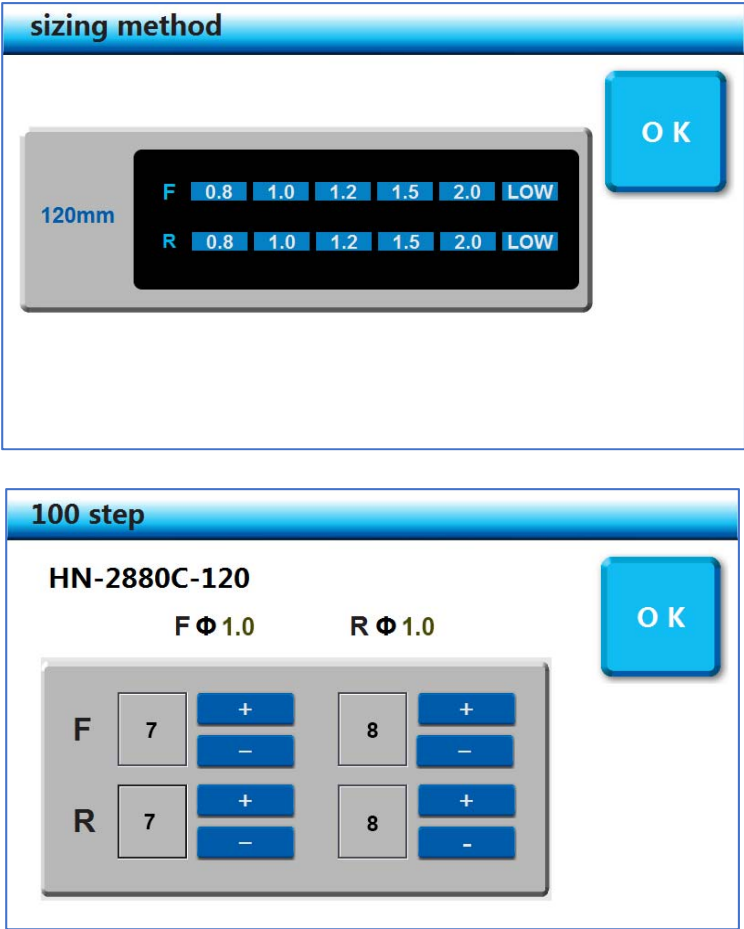 sizing method
O K
F 0.8 1.0 1.2 1.5 2.0 LOW
120mm
R 0.8 1.0 1.2 1.5 2.0 LOW
100 step
HN-2880C-120
O K
F Φ 1.0 R Φ 1.0
F 7 + 8 +
− −
R 7 + 8 +
− -